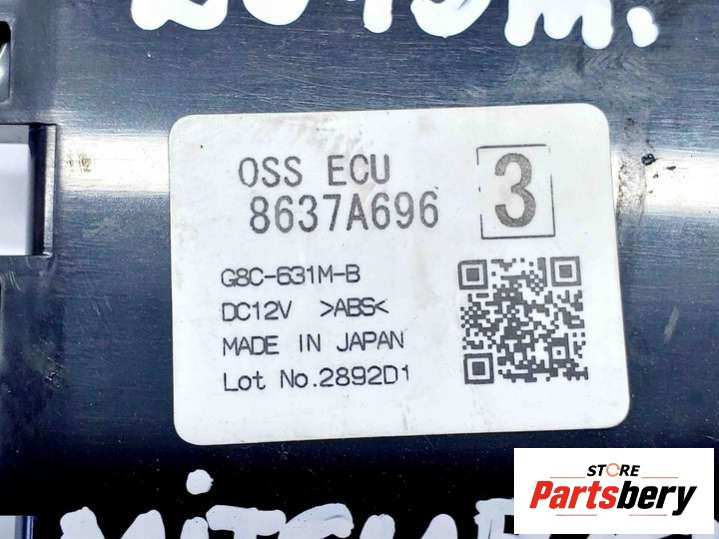 OSS ECU
8637A696
3
G8C-631M-B
DC12V >ABS<
MADE IN JAPAN
Lot No.2892D1
STORE
Partsbery